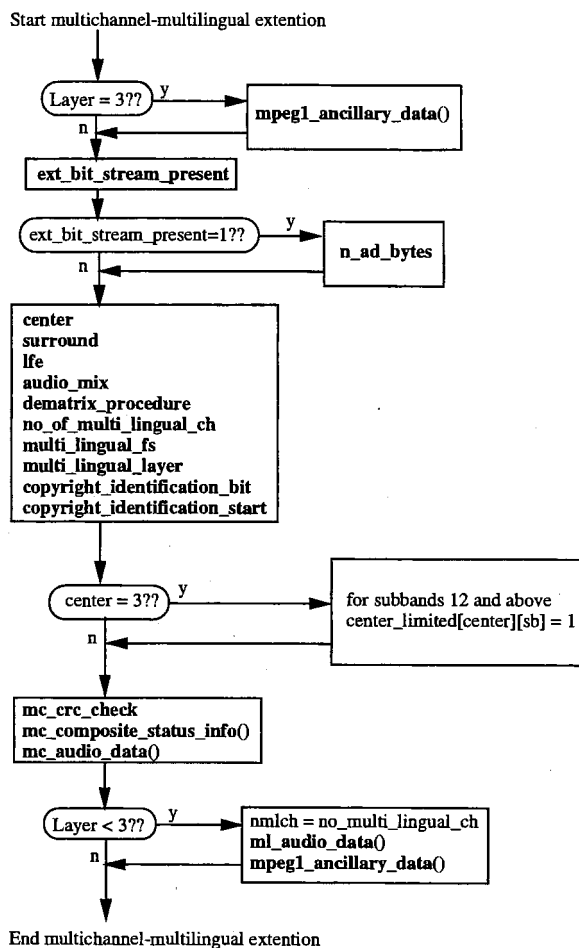 Start multichannel-multilingual extention
Layer = 3??
y
mpeg1_ancillary_data()
n
ext_bit_stream_present
ext_bit_stream_present=1??
y
n_ad_bytes
n
center
surround
lfe
audio_mix
dematrix_procedure
no_of_multi_lingual_ch
multi_lingual_fs
multi_lingual_layer
copyright_identification_bit
copyright_identification_start
center = 3??
y
for subbands 12 and above
center_limited[center][sb] = 1
n
mc_crc_check
mc_composite_status_info()
mc_audio_data()
Layer < 3??
y
nmlch = no_multi_lingual_ch
ml_audio_data()
mpeg1_ancillary_data()
n
End multichannel-multilingual extention